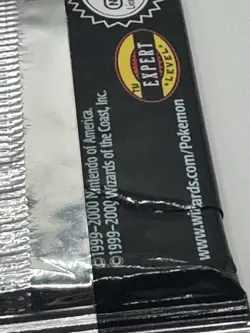 EXPERT
LEVEL
©1999-2000 Nintendo of America.
©1999-2000 Wizards of the Coast, Inc.
www.wizards.com/Pokemon